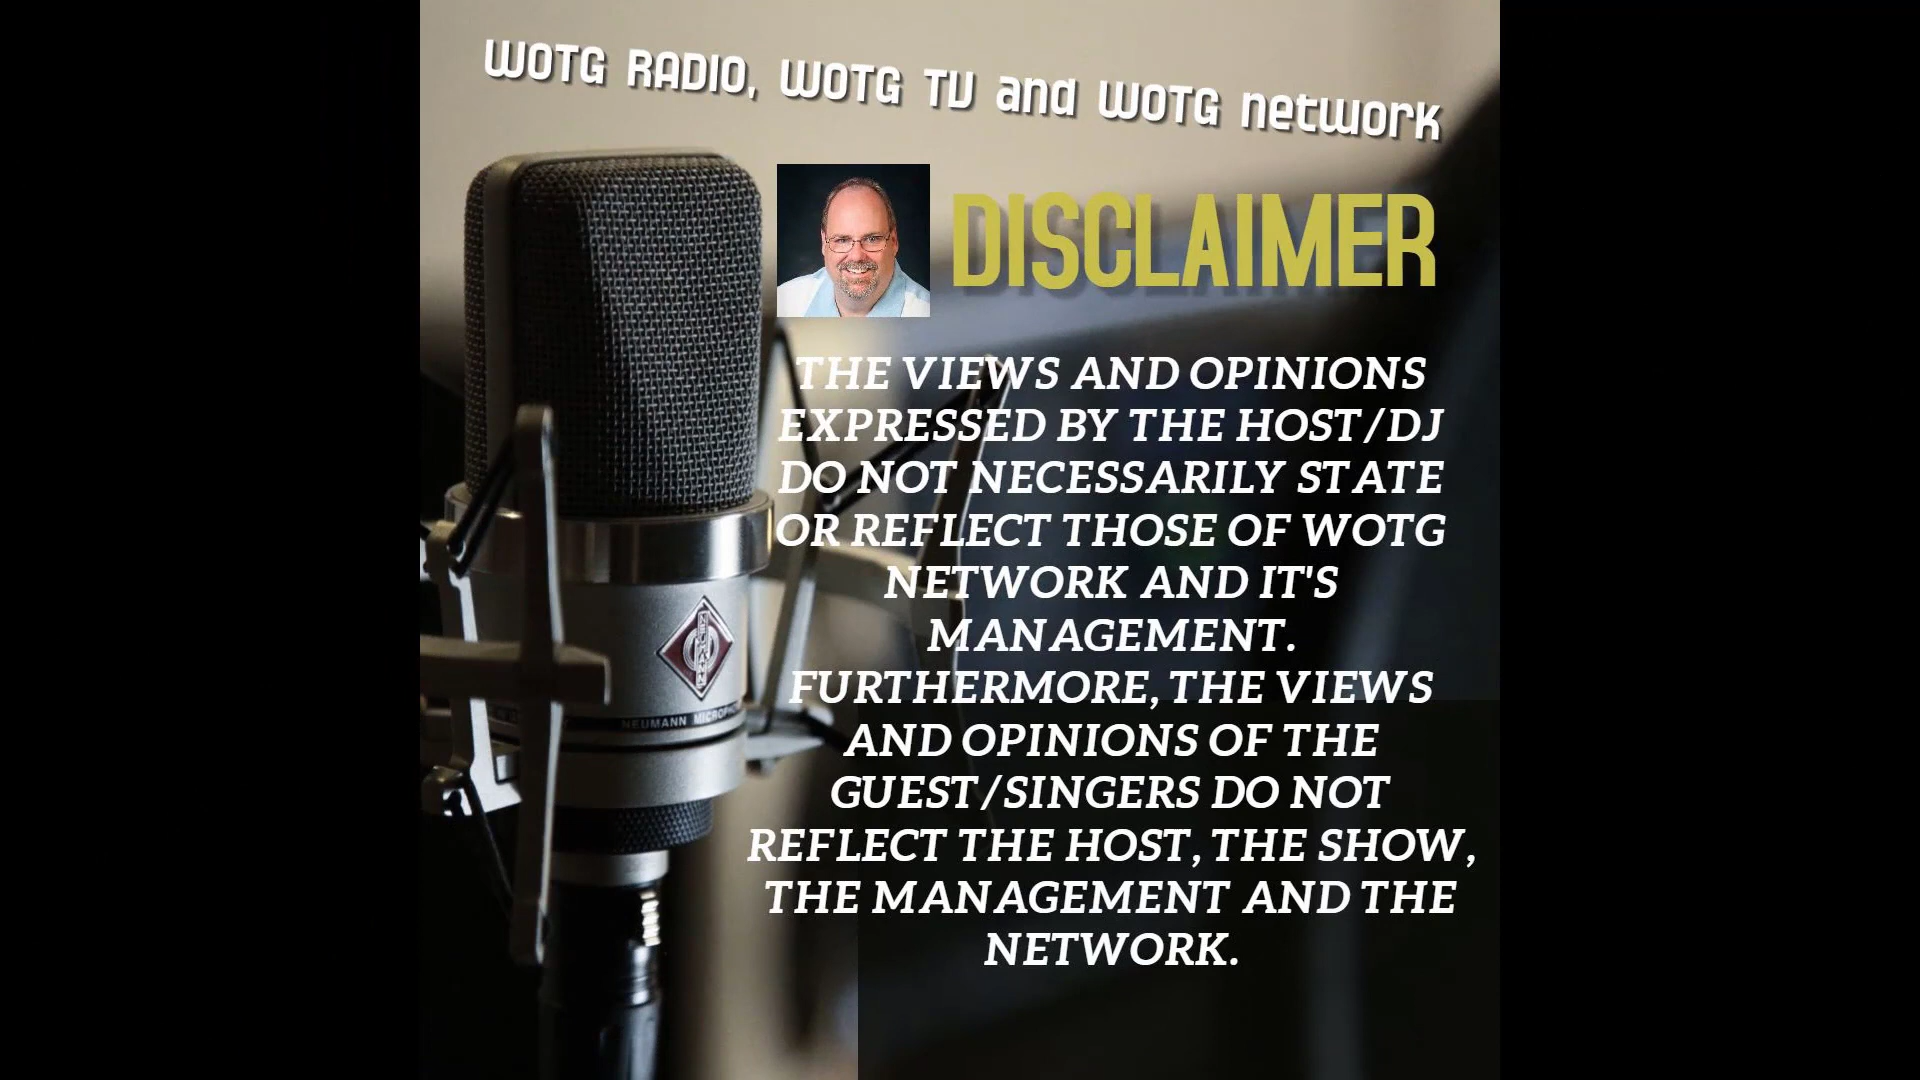 WOTG RADIO, WOTG TV and WOTG network
DISCLAIMER
THE VIEWS AND OPINIONS
EXPRESSED BY THE HOST/DJ
DO NOT NECESSARILY STATE
OR REFLECT THOSE OF WOTG
NETWORK AND IT'S
MANAGEMENT.
FURTHERMORE, THE VIEWS
AND OPINIONS OF THE
GUEST/SINGERS DO NOT
REFLECT THE HOST, THE SHOW,
THE MANAGEMENT AND THE
NETWORK.
NEUMANN
NEUMANN